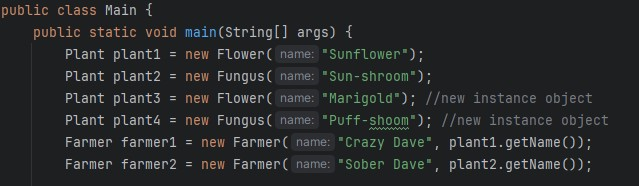 public class Main {
public static void main(String[] args) {
Plant plant1 = new Flower( name: "Sunflower");
Plant plant2 = new Fungus( name: "Sun-shroom");
Plant plant3 = new Flower( name: "Marigold"); //new instance object
Plant plant4 = new Fungus( name: "Puff-shoom"); //new instance object
Farmer farmer1 = new Farmer( name: "Crazy Dave", plant1.getName());
Farmer farmer2 = new Farmer( name: "Sober Dave", plant2.getName());